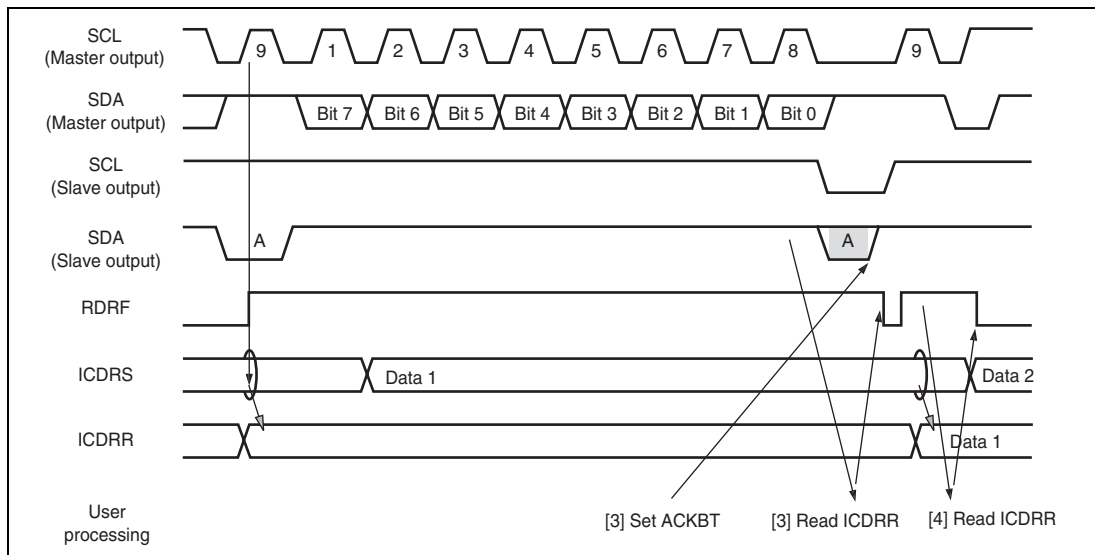 SCL
(Master output)
9 1 2 3 4 5 6 7 8 9
SDA
(Master output)
Bit 7 Bit 6 Bit 5 Bit 4 Bit 3 Bit 2 Bit 1 Bit 0
SCL
(Slave output)
SDA
(Slave output)
A A
RDRF
ICDRS
Data 1 Data 2
ICDRR
Data 1
User
processing
[3] Set ACKBT [3] Read ICDRR [4] Read ICDRR